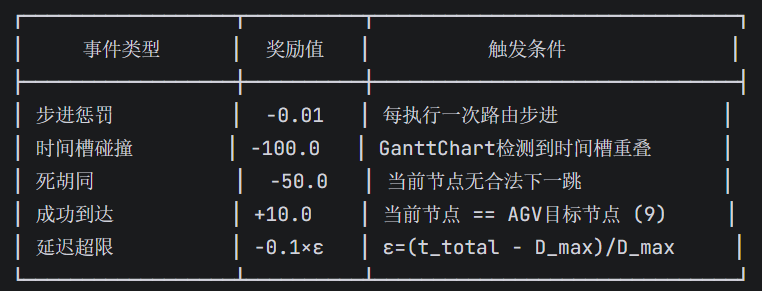 事件类型 奖励值 触发条件
步进惩罚 -0.01 每执行一次路由步进
时间槽碰撞 -100.0 GanttChart检测到时间槽重叠
死胡同 -50.0 当前节点无合法下一跳
成功到达 +10.0 当前节点 == AGV目标节点 (9)
延迟超限 -0.1×ε ε=(t_total - D_max)/D_max